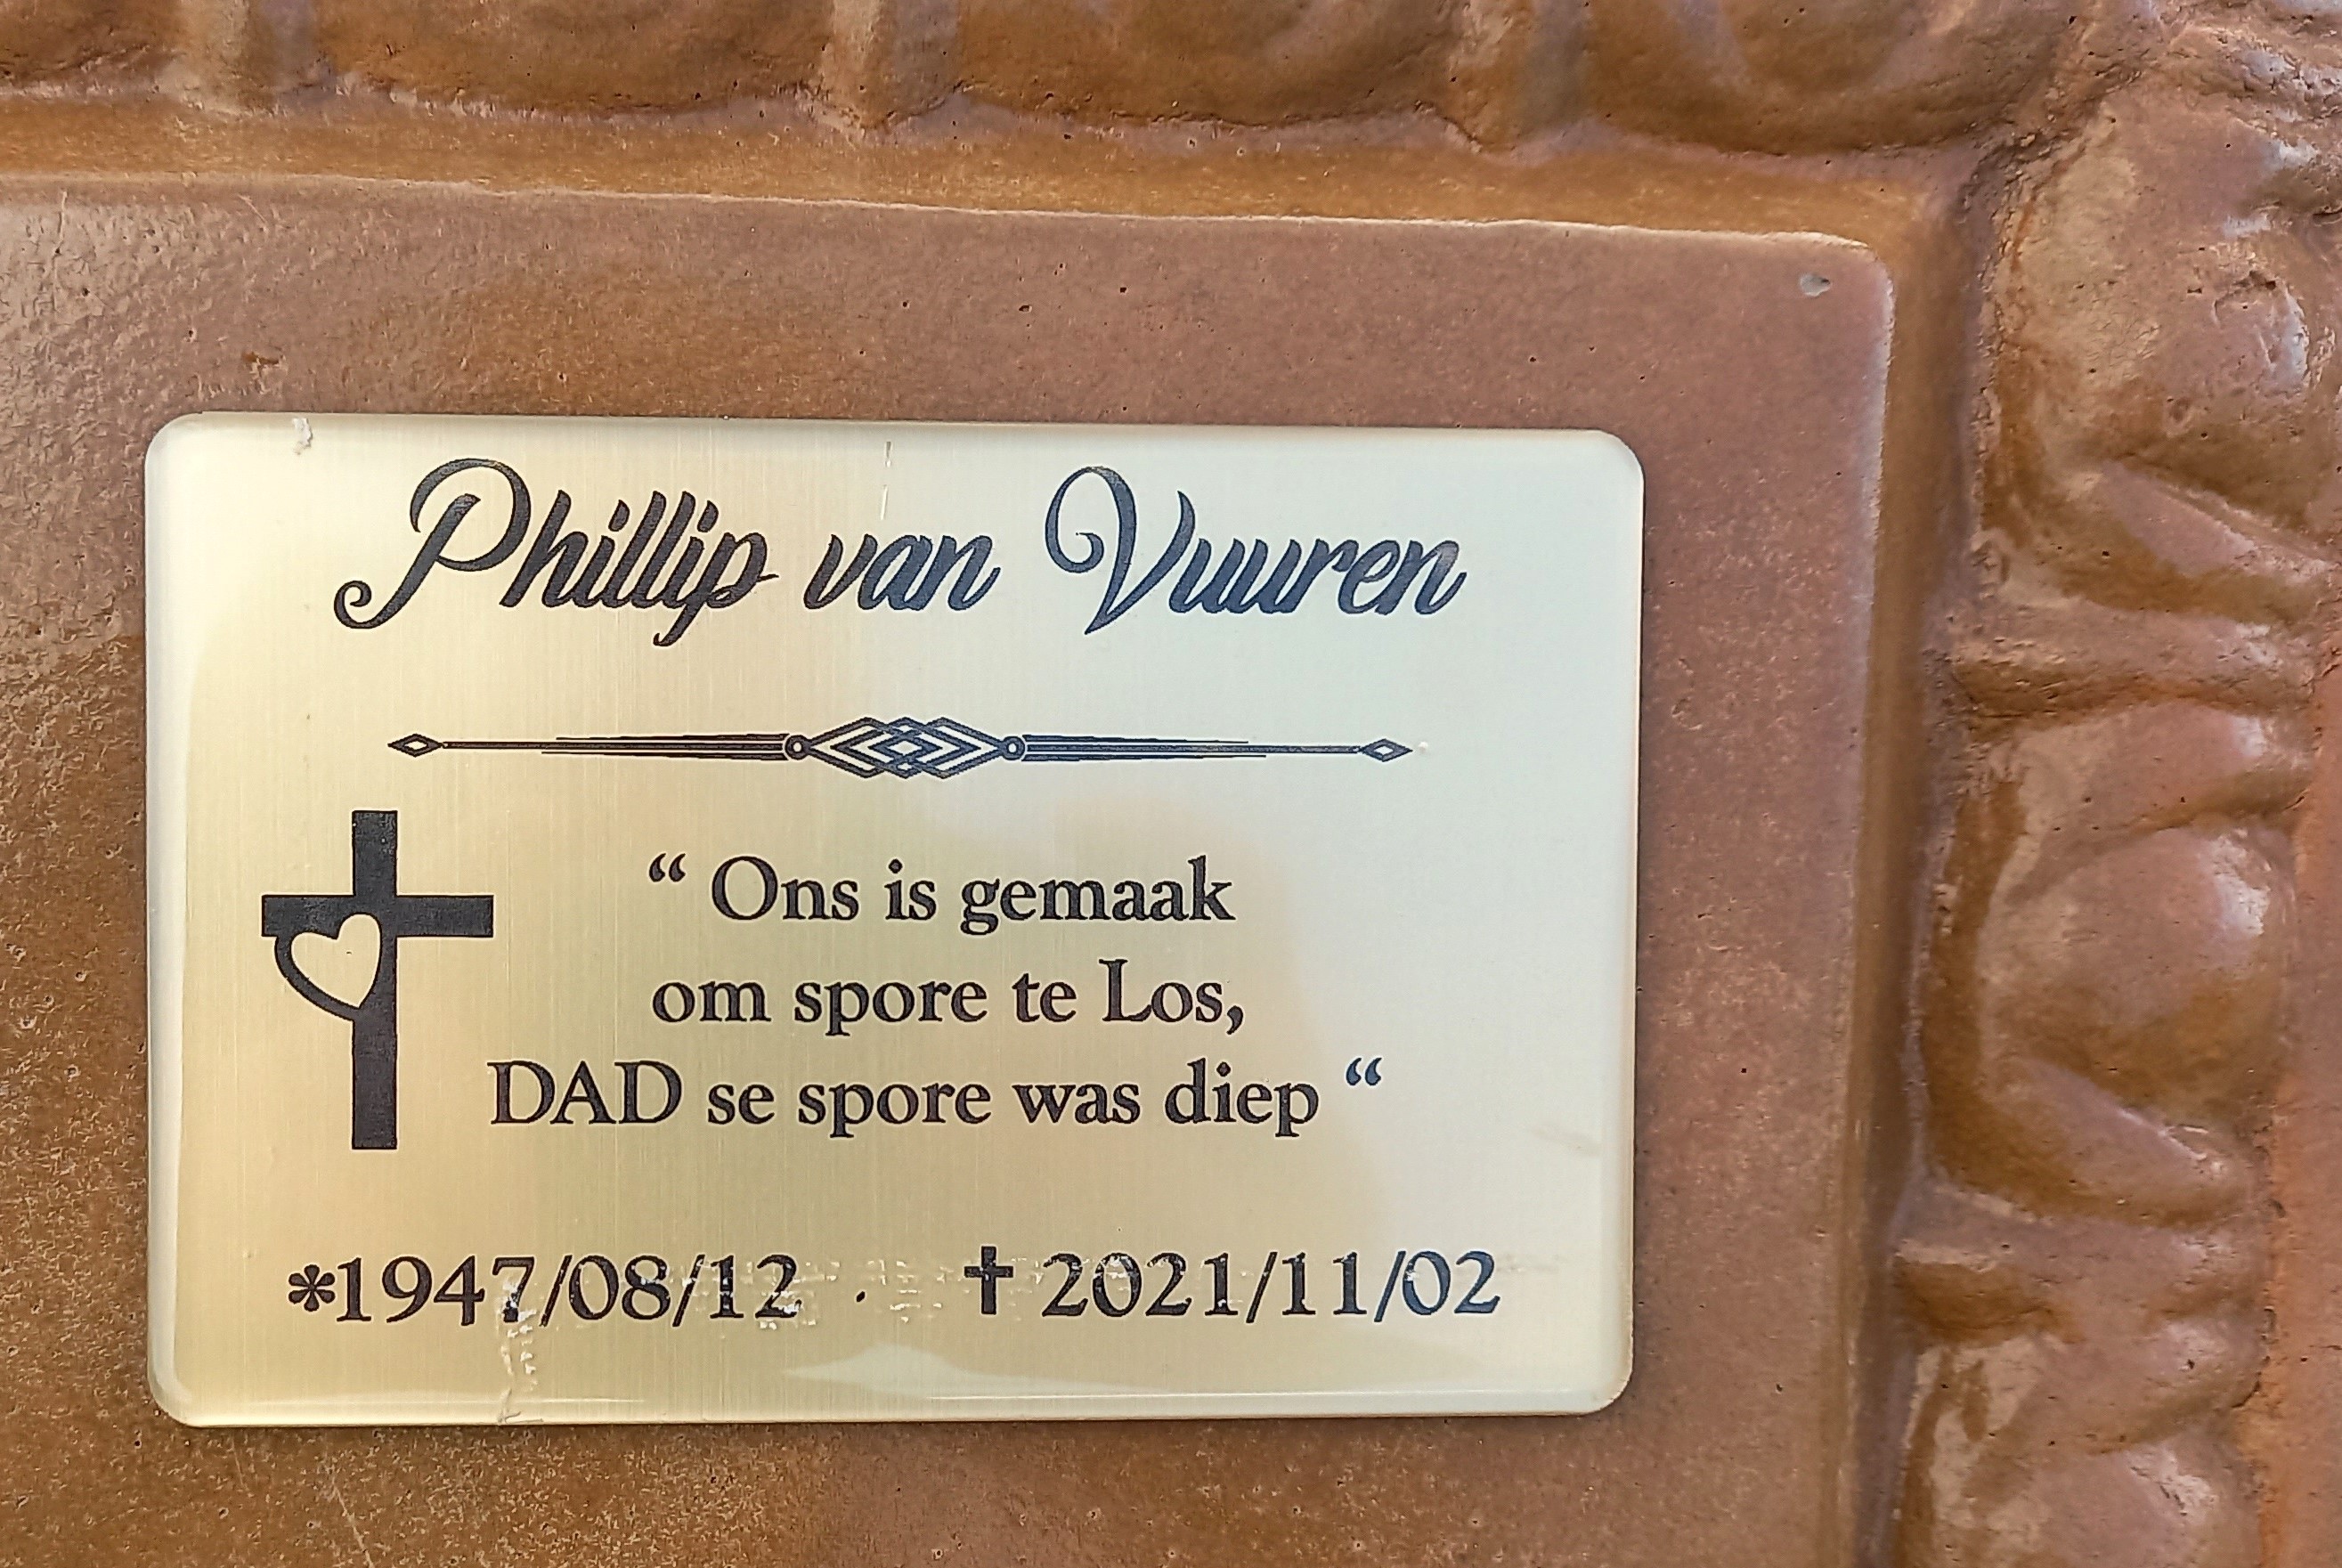 Phillip van Vuuren
“ Ons is gemaak
om spore te Los,
DAD se spore was diep “
*1947/08/12 · ✝ 2021/11/02